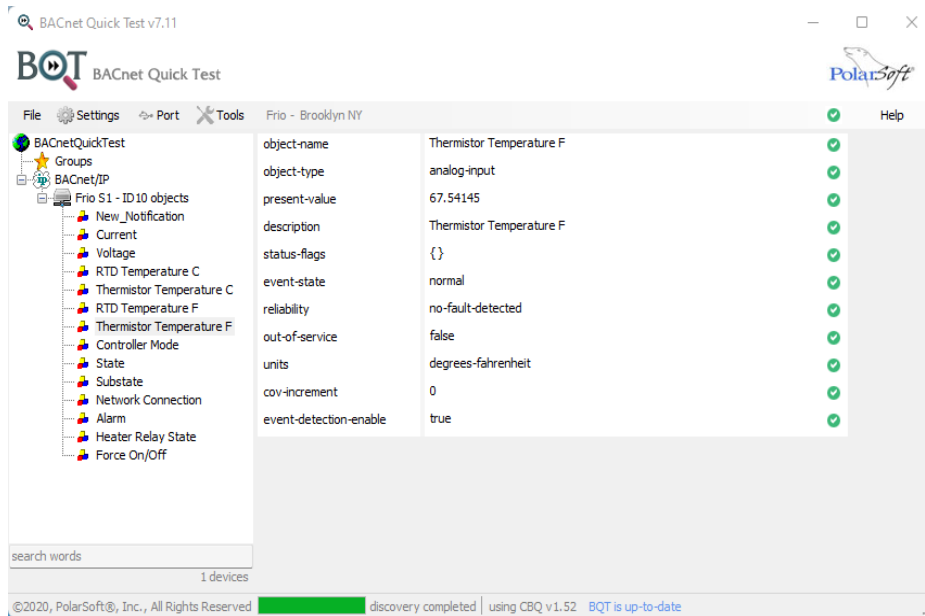 BACnet Quick Test v7.11
BQT BACnet Quick Test
PolarSoft
File Settings Port Tools Frio - Brooklyn NY Help
BACnetQuickTest
Groups
BACnet/IP
Frio S1 - ID10 objects
New_Notification
Current
Voltage
RTD Temperature C
Thermistor Temperature C
RTD Temperature F
Thermistor Temperature F
Controller Mode
State
Substate
Network Connection
Alarm
Heater Relay State
Force On/Off
object-name Thermistor Temperature F
object-type analog-input
present-value 67.54145
description Thermistor Temperature F
status-flags {}
event-state normal
reliability no-fault-detected
out-of-service false
units degrees-fahrenheit
cov-increment 0
event-detection-enable true
search words
1 devices
©2020, PolarSoft®, Inc., All Rights Reserved discovery completed using CBQ v1.52 BQT is up-to-date